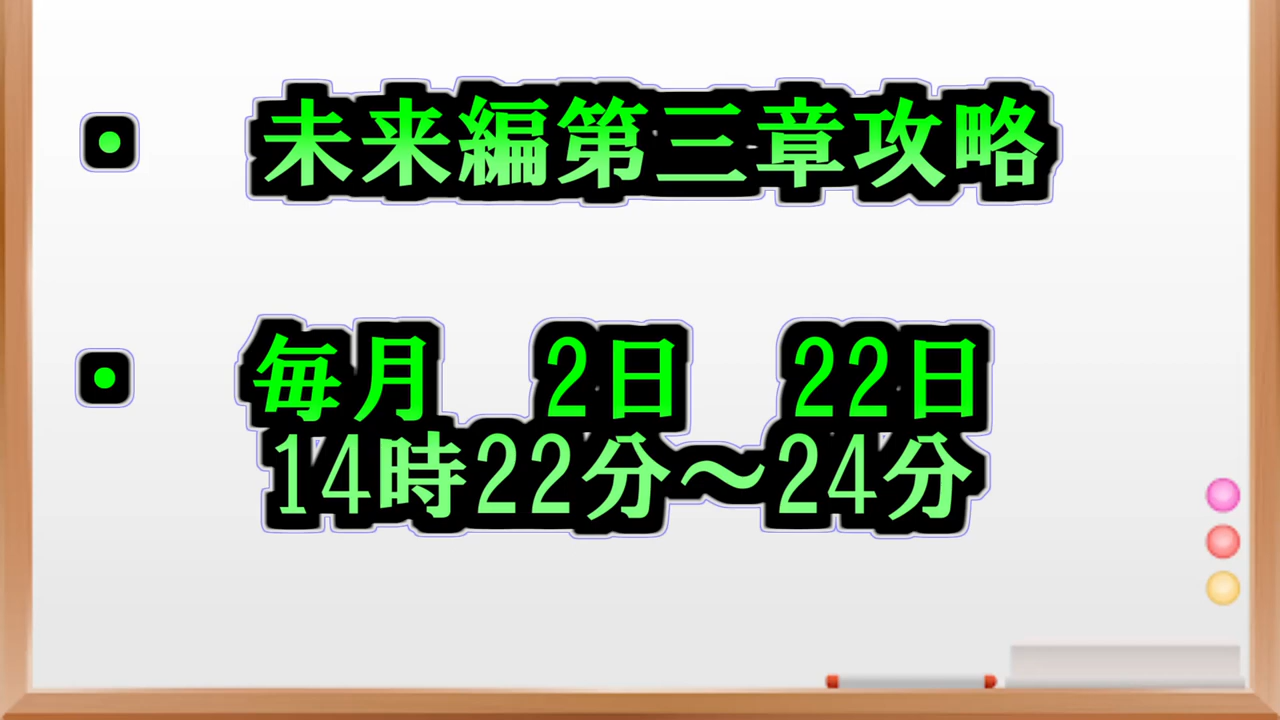 ・ 未来編第三章攻略
・ 毎月　2日　22日
14時22分～24分